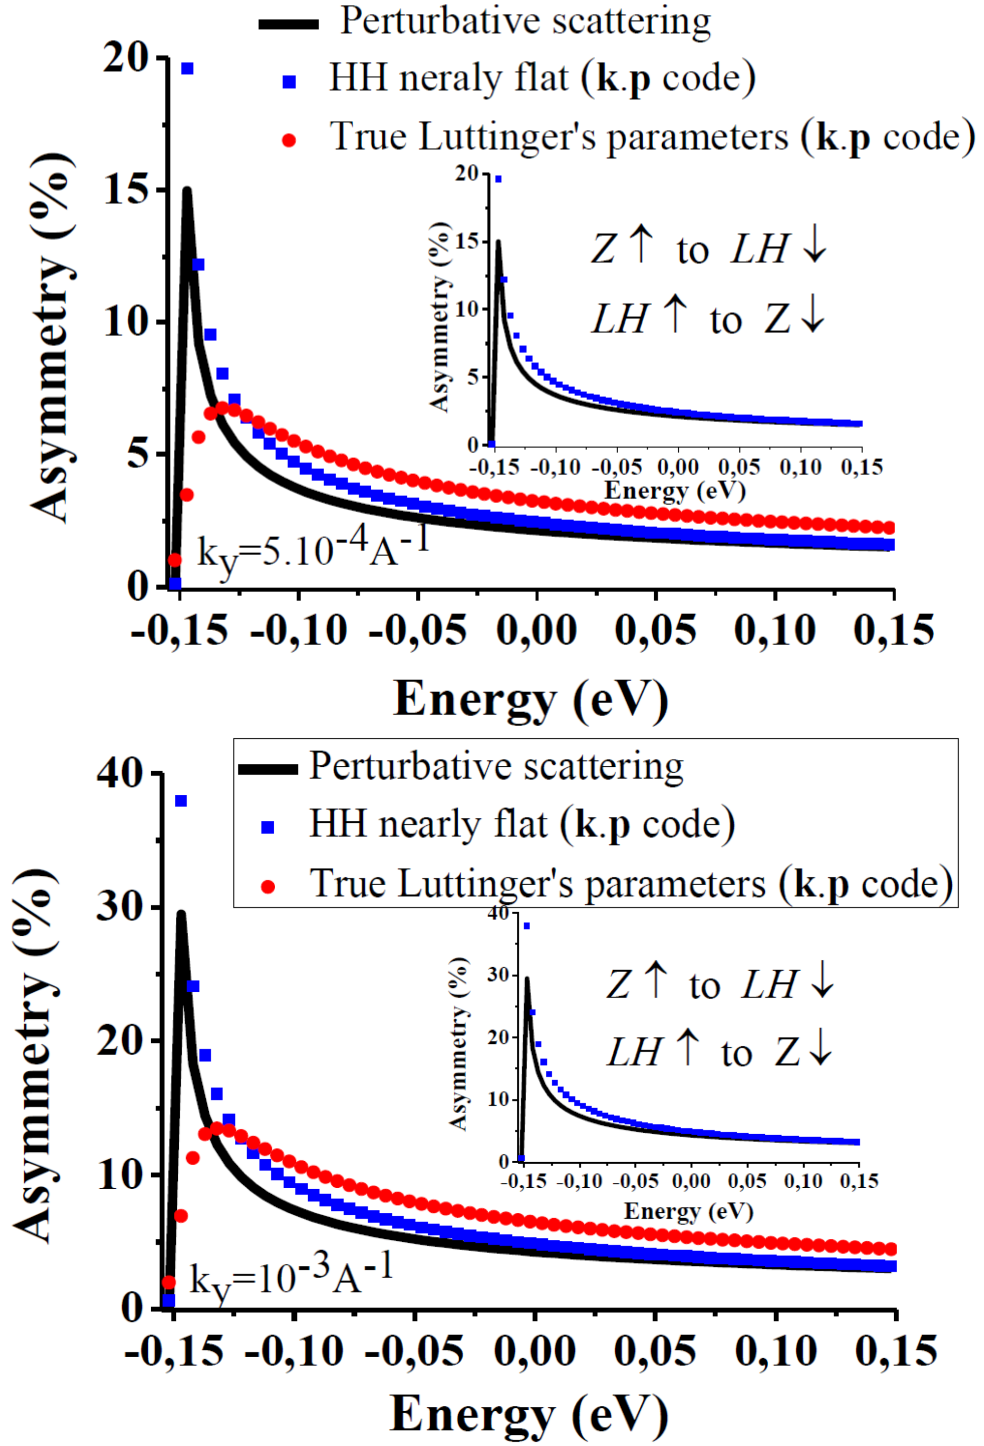 Perturbative scattering
HH neraly flat (k.p code)
True Luttinger's parameters (k.p code)
20
15
10
5
0
Asymmetry (%)
-0,15 -0,10 -0,05 0,00 0,05 0,10 0,15
Energy (eV)
ky=5.10-4A-1
20
15
10
5
0
Asymmetry (%)
Z ↑ to LH ↓
LH ↑ to Z ↓
-0,15 -0,10 -0,05 0,00 0,05 0,10 0,15
Energy (eV)
Perturbative scattering
HH nearly flat (k.p code)
True Luttinger's parameters (k.p code)
40
30
20
10
0
Asymmetry (%)
-0,15 -0,10 -0,05 0,00 0,05 0,10 0,15
Energy (eV)
ky=10-3A-1
40
30
20
10
0
Asymmetry (%)
Z ↑ to LH ↓
LH ↑ to Z ↓
-0,15 -0,10 -0,05 0,00 0,05 0,10 0,15
Energy (eV)